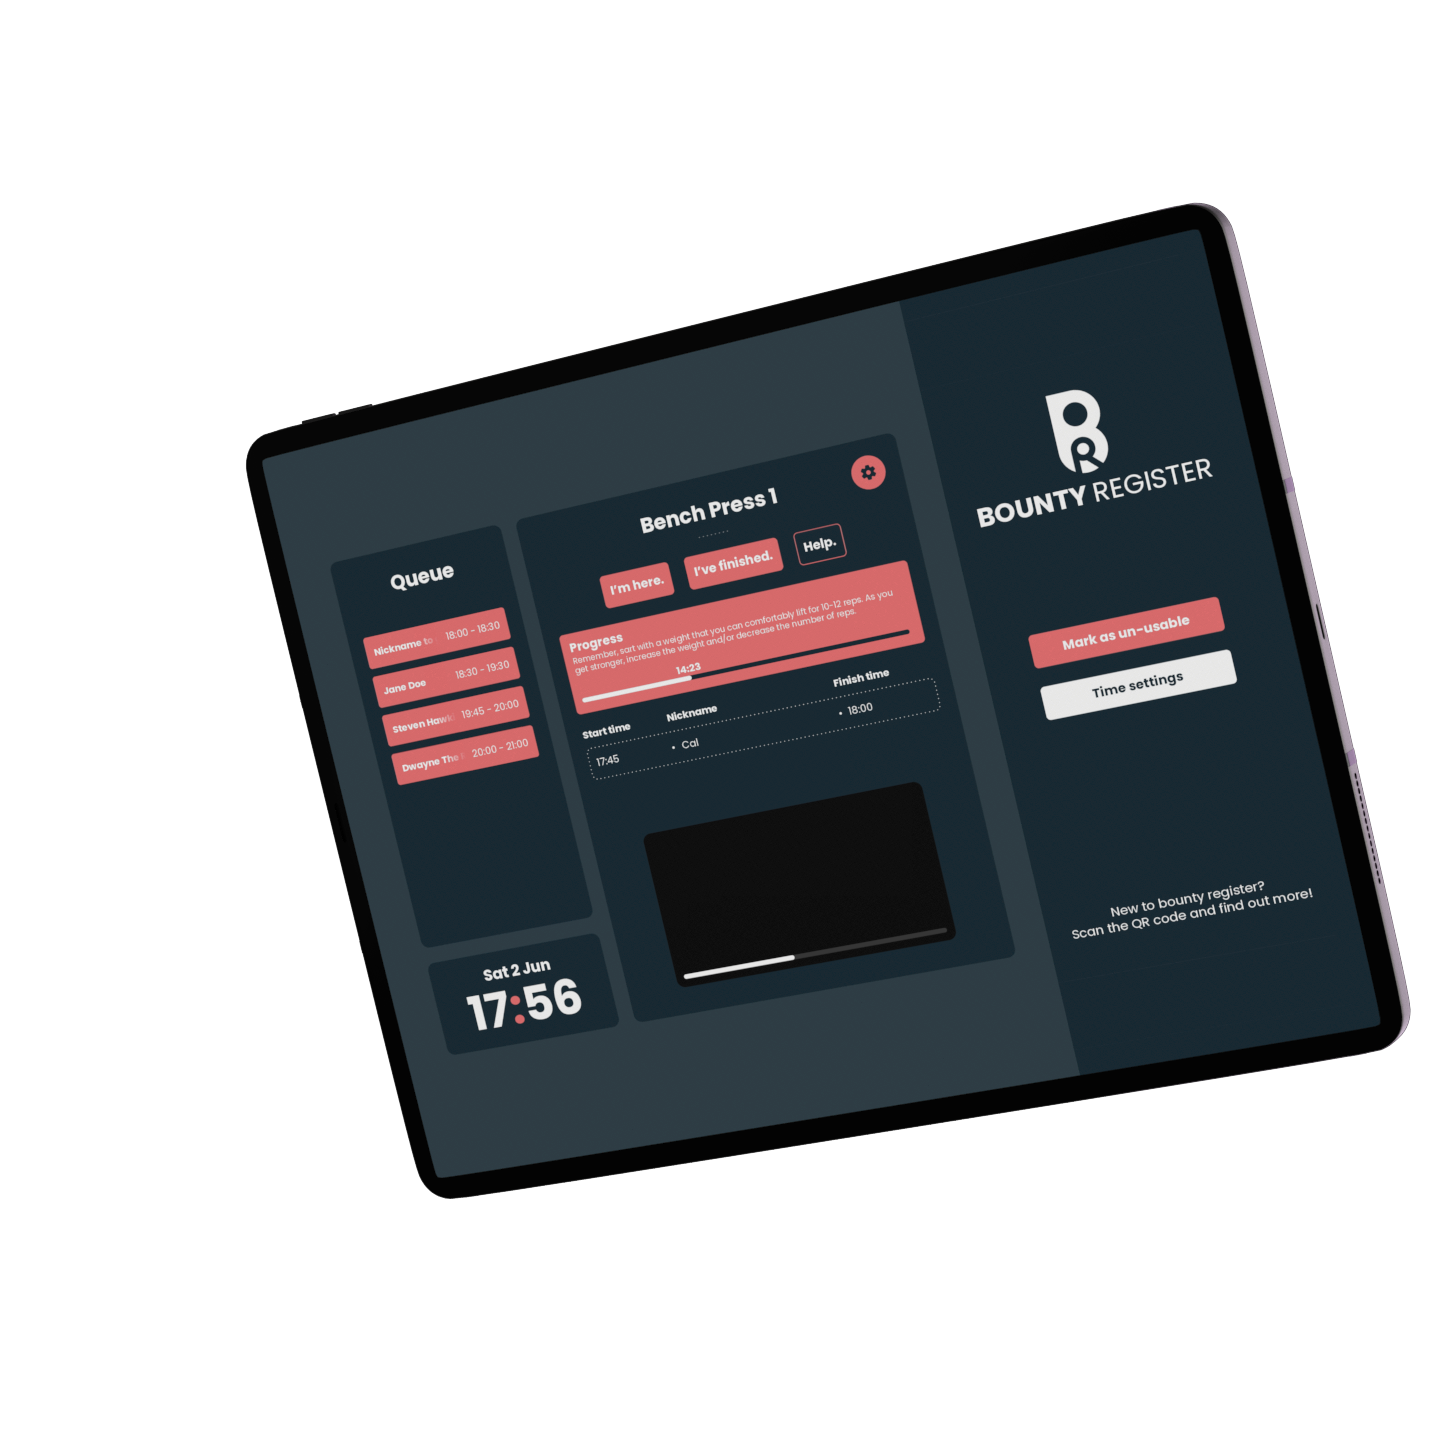 Queue
Nickname to 18:00 - 18:30
Jane Doe 18:30 - 19:30
Steven Hawk 19:45 - 20:00
Dwayne The 20:00 - 21:00
Sat 2 Jun
17:56
Bench Press 1
I'm here. I've finished. Help.
Progress
Remember, sart with a weight that you can comfortably lift for 10-12 reps. As you
get stronger, increase the weight and/or decrease the number of reps.
14:23
Start time Nickname Finish time
17:45 • Cal • 18:00
BR
BOUNTY REGISTER
Mark as un-usable
Time settings
New to bounty register?
Scan the QR code and find out more!